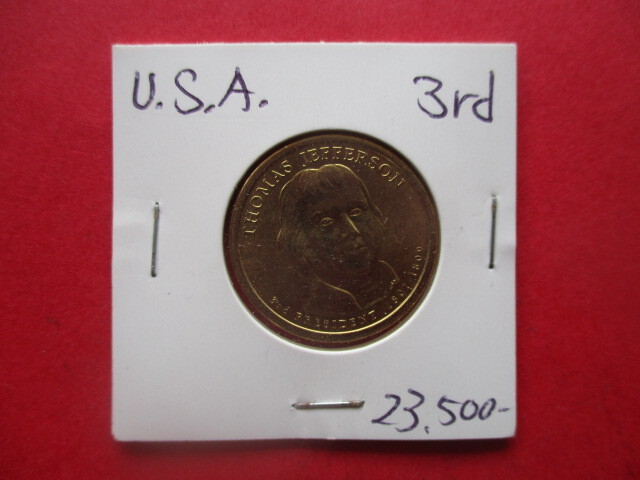 U.S.A. 3rd
THOMAS JEFFERSON
3rd PRESIDENT 1801-1809
23,500-